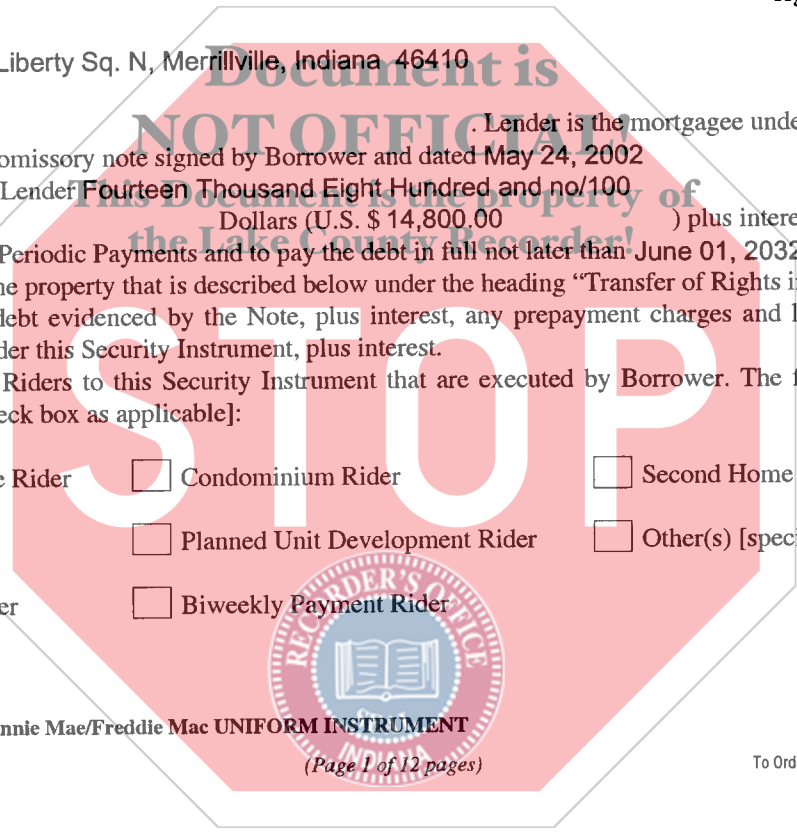 Liberty Sq. N, Merrillville, Indiana 46410
Document is
NOT OFFICIAL!
. Lender is the mortgagee unde
omissory note signed by Borrower and dated May 24, 2002
Lender Fourteen Thousand Eight Hundred and no/100
This Document is the property of
Dollars (U.S. $ 14,800.00 ) plus intere
the Lake County Recorder!
Periodic Payments and to pay the debt in full not later than June 01, 2032
ne property that is described below under the heading “Transfer of Rights i
debt evidenced by the Note, plus interest, any prepayment charges and l
der this Security Instrument, plus interest.
Riders to this Security Instrument that are executed by Borrower. The f
eck box as applicable]:
STOP
e Rider Condominium Rider Second Home
Planned Unit Development Rider Other(s) [speci
er Biweekly Payment Rider
RECORDER'S OFFICE
SEAL
INDIANA
nnie Mae/Freddie Mac UNIFORM INSTRUMENT
(Page 1 of 12 pages)
To Ord